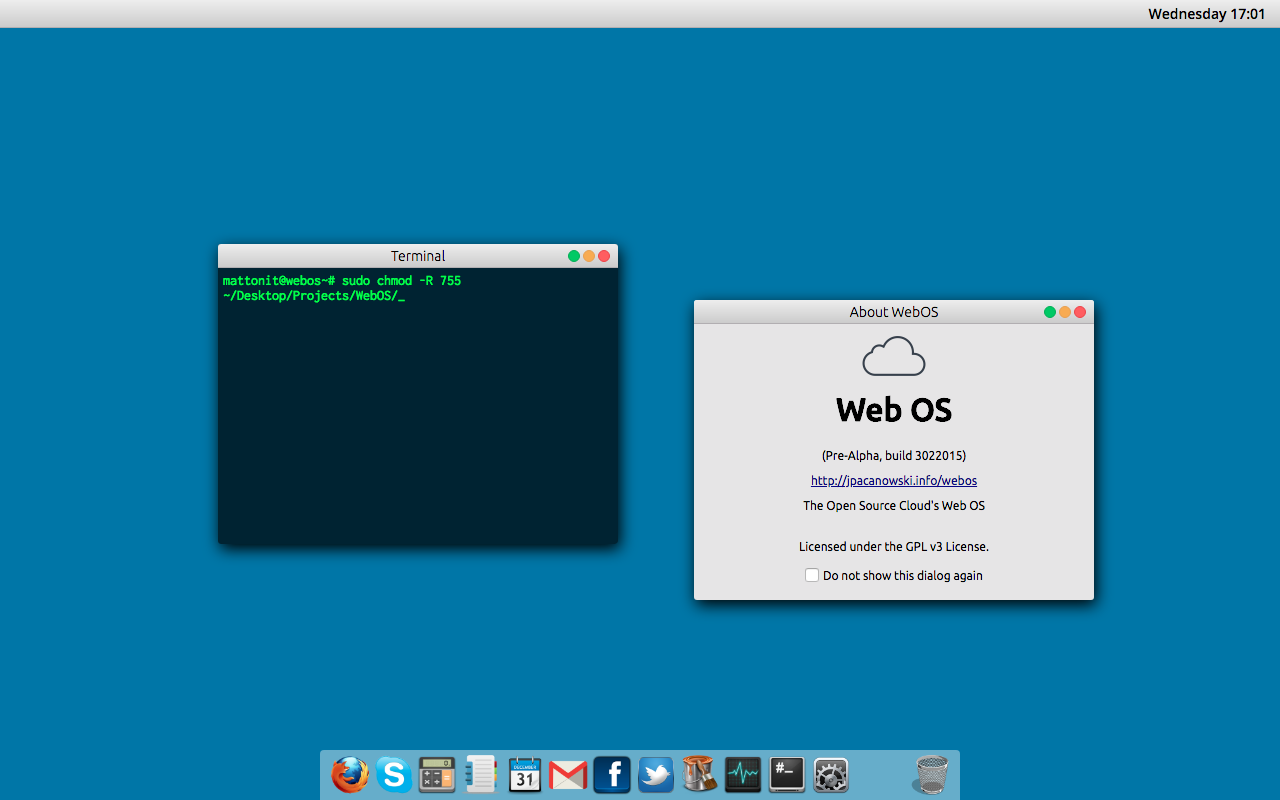 Wednesday 17:01
Terminal
mattonit@webos~# sudo chmod -R 755
~/Desktop/Projects/WebOS/_
About WebOS
Web OS
(Pre-Alpha, build 3022015)
http://jpacanowski.info/webos
The Open Source Cloud's Web OS
Licensed under the GPL v3 License.
Do not show this dialog again
DECEMBER
31
#_